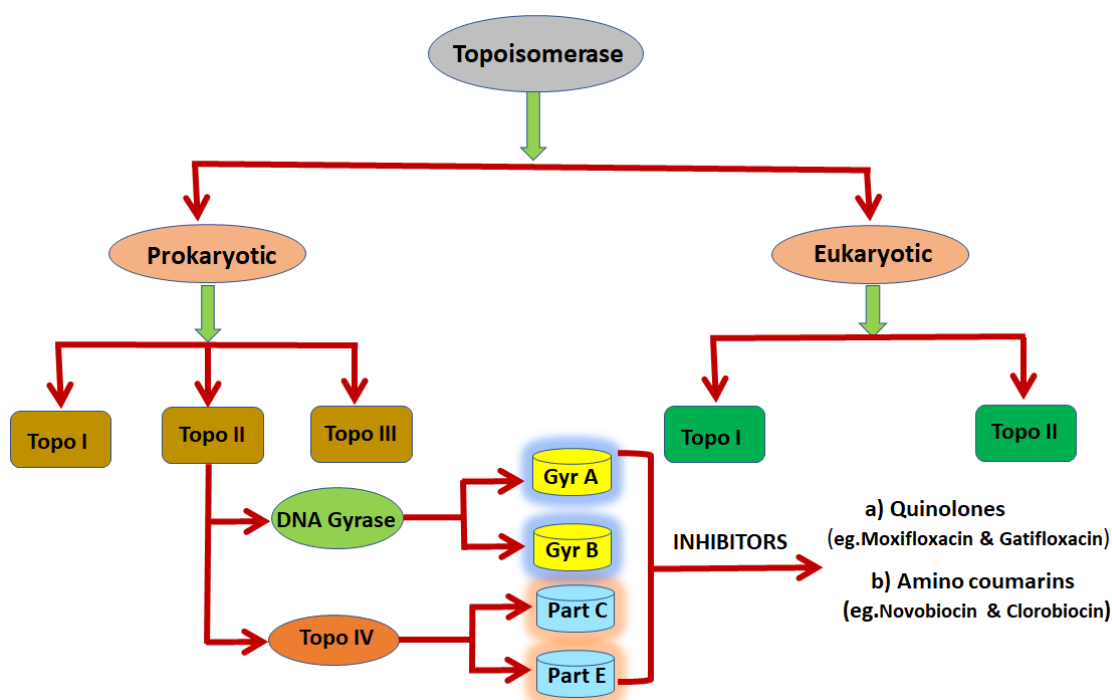 Topoisomerase
Prokaryotic
Eukaryotic
Topo I
Topo II
Topo III
Topo I
Topo II
DNA Gyrase
Gyr A
Gyr B
Topo IV
Part C
Part E
INHIBITORS
a) Quinolones
(eg.Moxifloxacin & Gatifloxacin)
b) Amino coumarins
(eg.Novobiocin & Clorobiocin)